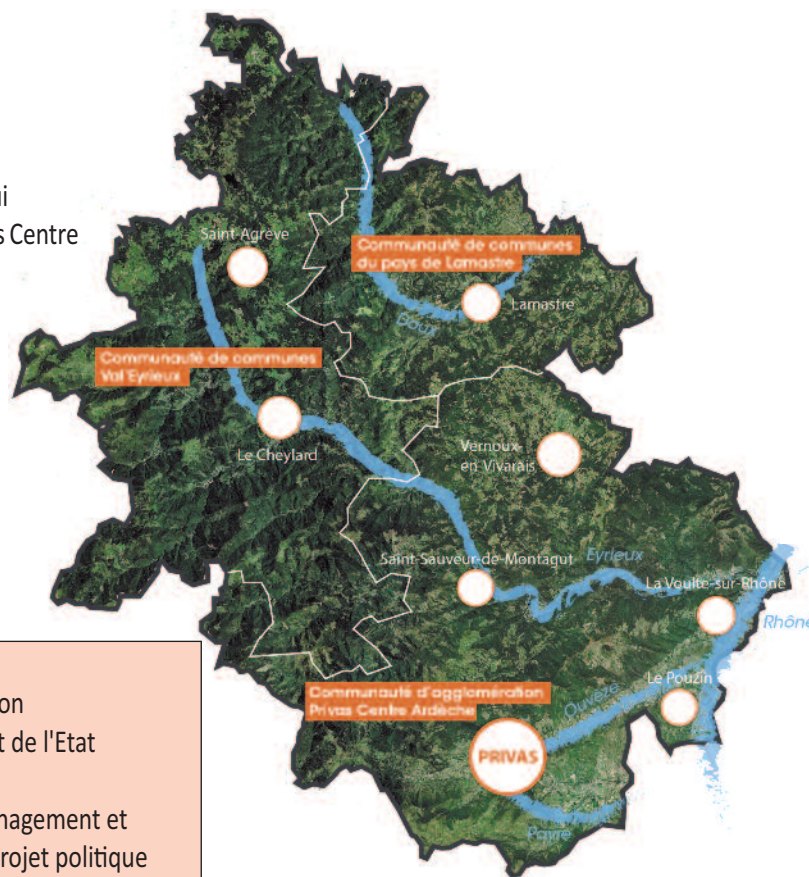 ui
s Centre
Saint-Agrève
Communauté de communes
du pays de Lamastre
Lamastre
Doux
Communauté de communes
Val'Eyrieux
Le Cheylard
Vernoux-
en-Vivarais
Saint-Sauveur-de-Montagut
Eyrieux
La Voulte-sur-Rhône
Rhône
Le Pouzin
Communauté d'agglomération
Privas Centre Ardèche
Ouvèze
PRIVAS
Payre
on
t de l'Etat
nagement et
rojet politique